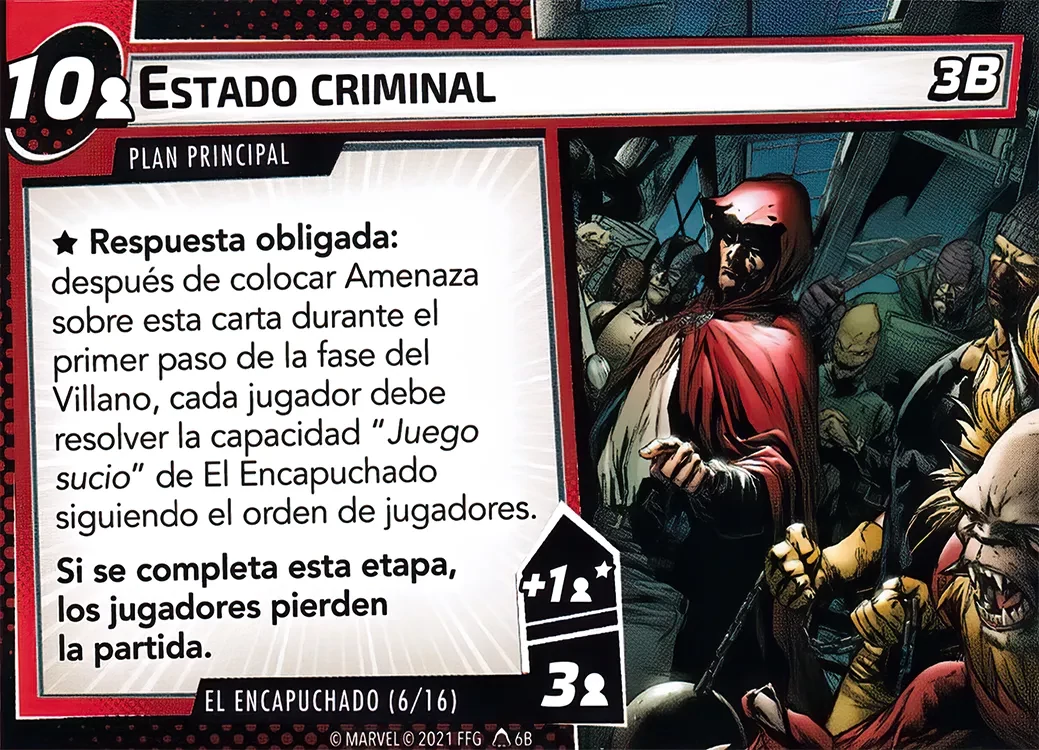 10 ESTADO CRIMINAL 3B
PLAN PRINCIPAL
★ Respuesta obligada:
después de colocar Amenaza
sobre esta carta durante el
primer paso de la fase del
Villano, cada jugador debe
resolver la capacidad "Juego
sucio" de El Encapuchado
siguiendo el orden de jugadores.
Si se completa esta etapa,
los jugadores pierden
la partida.
+1 ★
3
EL ENCAPUCHADO (6/16)
© MARVEL © 2021 FFG 6B